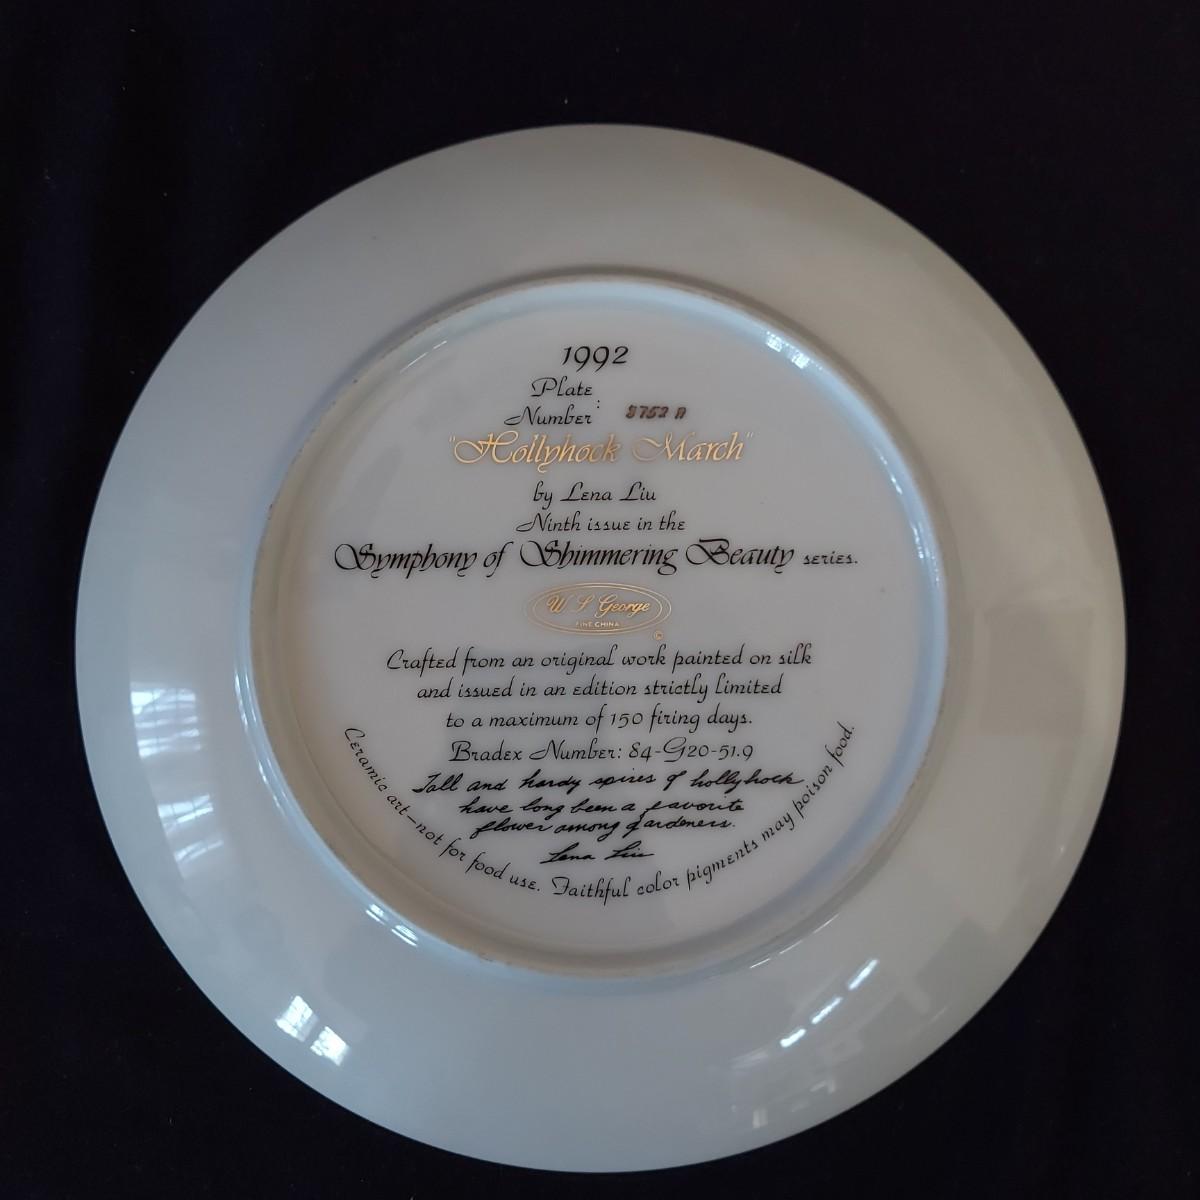 1992
Plate
Number:
"Hollyhock March"
by Lena Liu
Ninth issue in the
Symphony of Shimmering Beauty series.
W S George
FINE CHINA
©
Crafted from an original work painted on silk
and issued in an edition strictly limited
to a maximum of 150 firing days.
Bradex Number: 84-G20-51.9
Tall and hardy spires of hollyhock
have long been a favorite
flower among gardeners.
Lena Liu
Ceramic art—not for food use. Faithful color pigments may poison food.